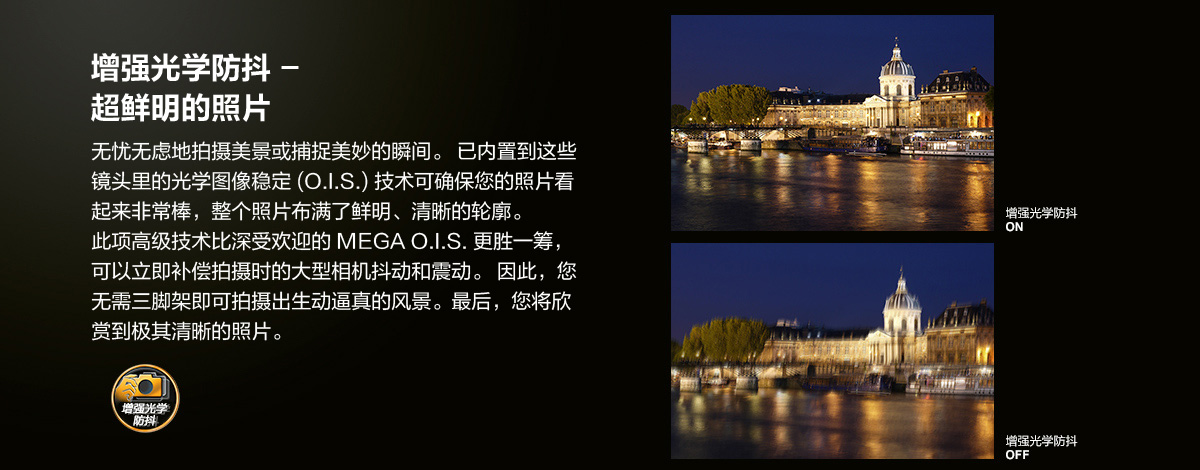 增强光学防抖 –
超鲜明的照片
无忧无虑地拍摄美景或捕捉美妙的瞬间。 已内置到这些
镜头里的光学图像稳定 (O.I.S.) 技术可确保您的照片看
起来非常棒，整个照片布满了鲜明、清晰的轮廓。
此项高级技术比深受欢迎的 MEGA O.I.S. 更胜一筹，
可以立即补偿拍摄时的大型相机抖动和震动。 因此，您
无需三脚架即可拍摄出生动逼真的风景。最后，您将欣
赏到极其清晰的照片。
增强光学
防抖
增强光学防抖
ON
增强光学防抖
OFF